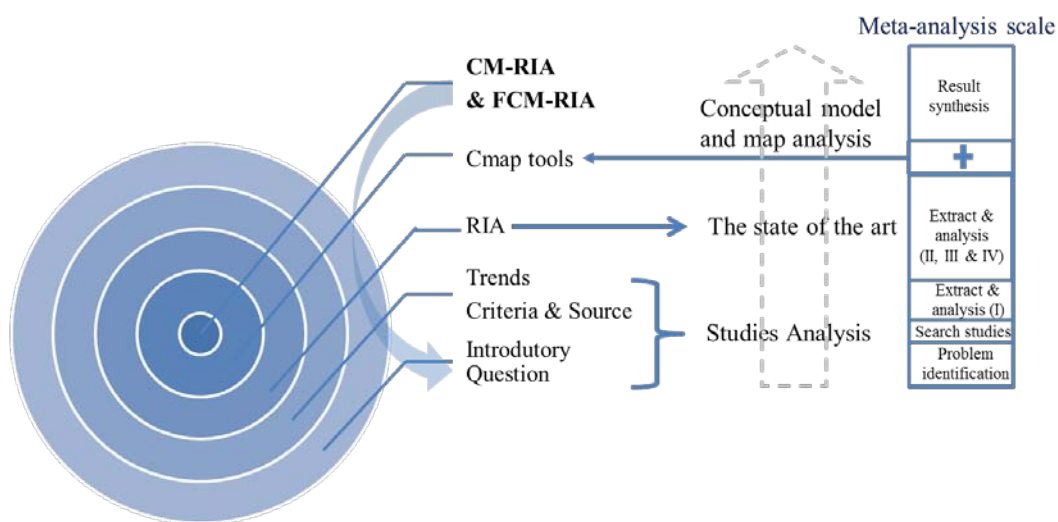 Meta-analysis scale
CM-RIA
& FCM-RIA
Cmap tools
RIA
Trends
Criteria & Source
Introdutory
Question
Conceptual model
and map analysis
The state of the art
Studies Analysis
Result
synthesis
+
Extract &
analysis
(II, III & IV)
Extract &
analysis (I)
Search studies
Problem
identification